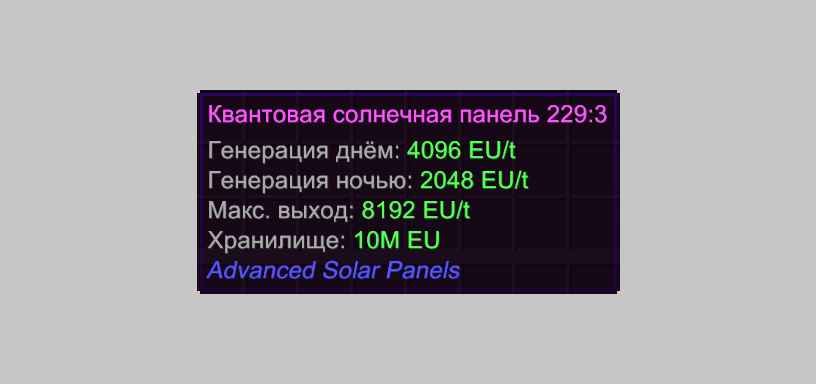 Квантовая солнечная панель 229:3
Генерация днём: 4096 EU/t
Генерация ночью: 2048 EU/t
Макс. выход: 8192 EU/t
Хранилище: 10M EU
Advanced Solar Panels